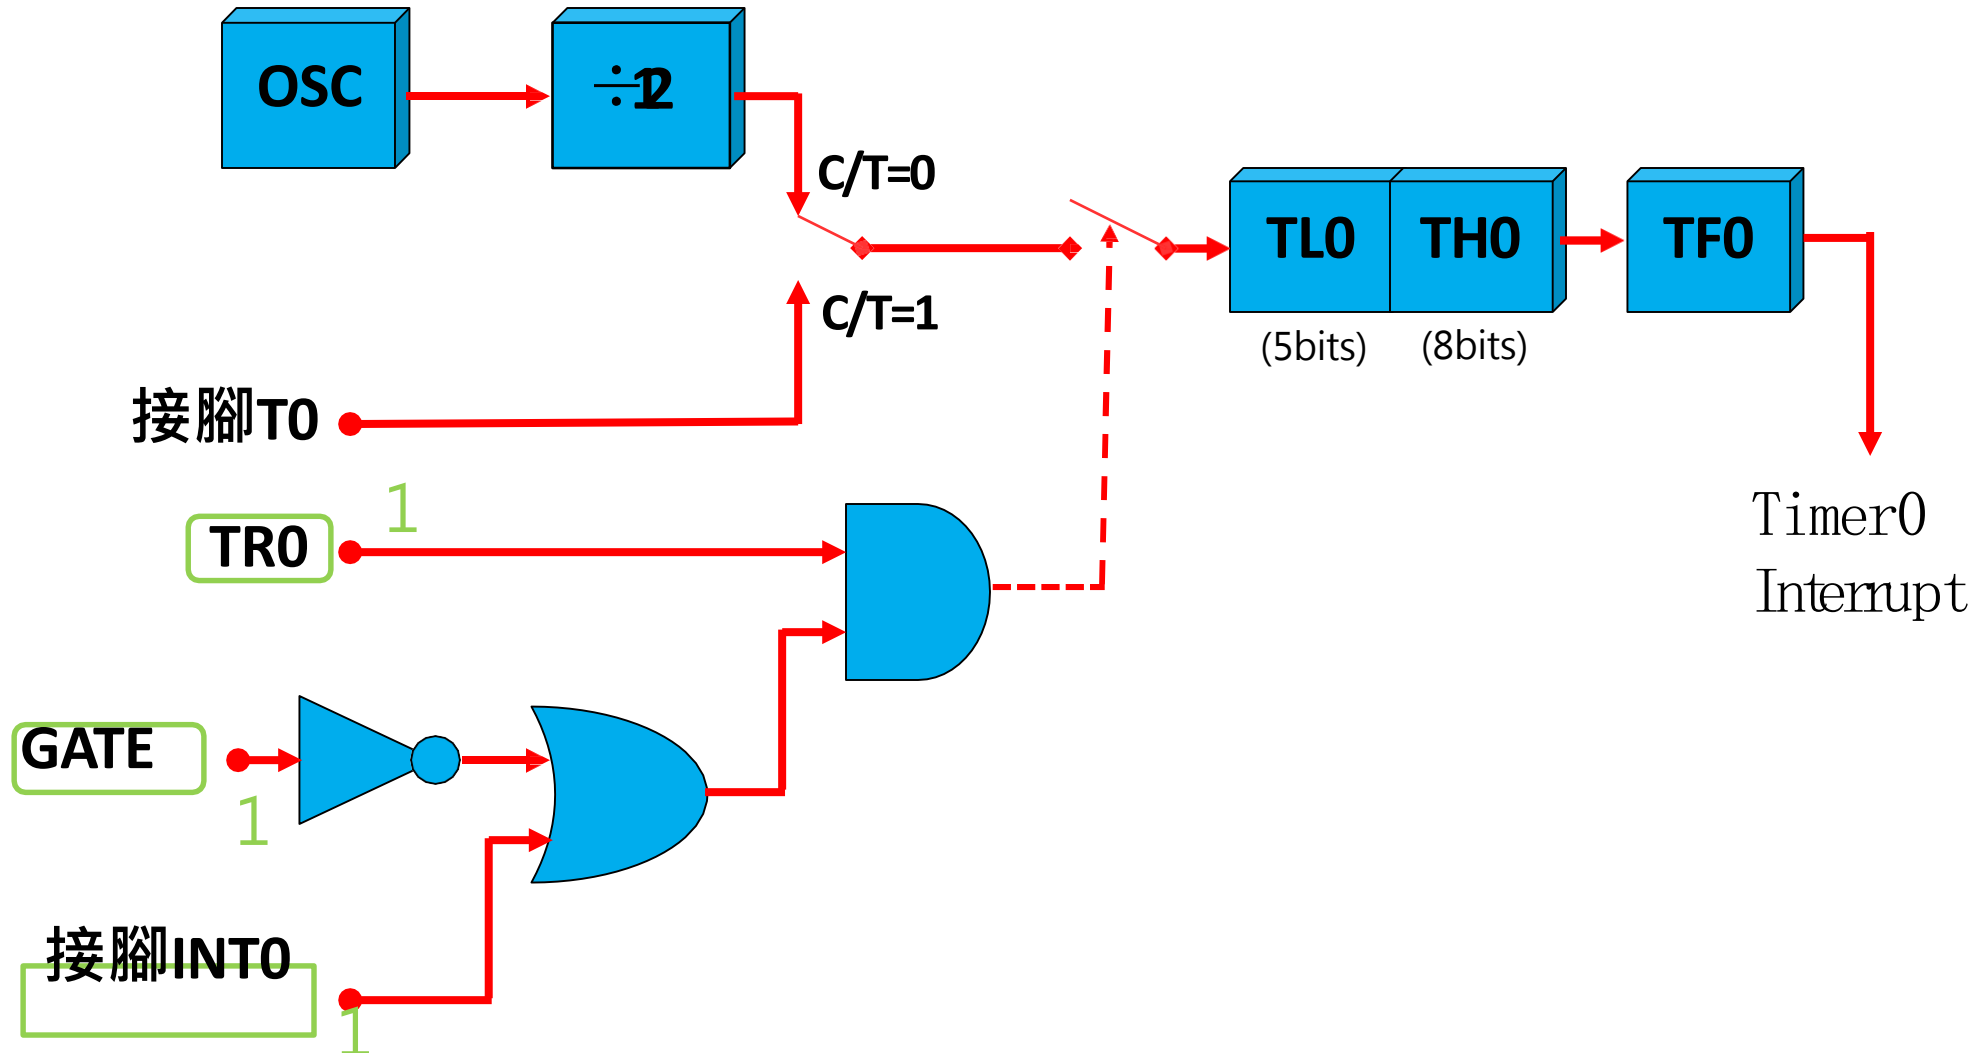 OSC
÷12
C/T=0
TL0
TH0
TF0
C/T=1
(5bits)
(8bits)
接腳T0
1
TR0
Timer0
Interrupt
GATE
1
接腳INT0
1